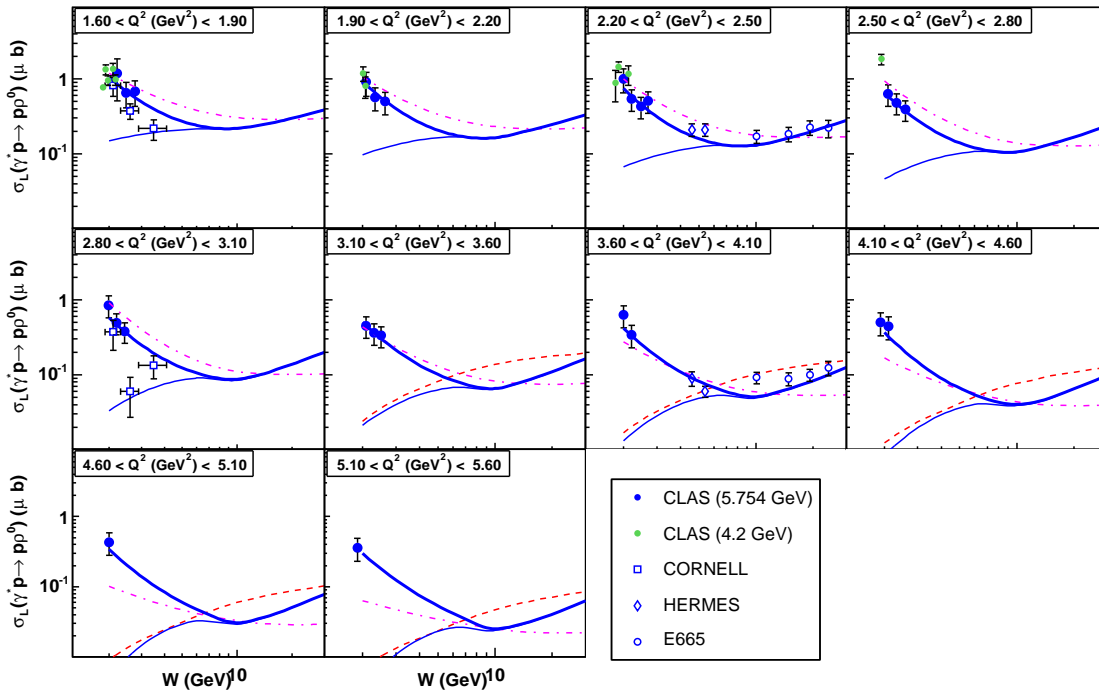 1.60 < Q² (GeV²) < 1.90
1.90 < Q² (GeV²) < 2.20
2.20 < Q² (GeV²) < 2.50
2.50 < Q² (GeV²) < 2.80
σ_L(γ*p→ pρ⁰) (μ b)
1
10⁻¹
2.80 < Q² (GeV²) < 3.10
3.10 < Q² (GeV²) < 3.60
3.60 < Q² (GeV²) < 4.10
4.10 < Q² (GeV²) < 4.60
σ_L(γ*p→ pρ⁰) (μ b)
1
10⁻¹
4.60 < Q² (GeV²) < 5.10
5.10 < Q² (GeV²) < 5.60
σ_L(γ*p→ pρ⁰) (μ b)
1
10⁻¹
CLAS (5.754 GeV)
CLAS (4.2 GeV)
CORNELL
HERMES
E665
W (GeV) 10
W (GeV) 10